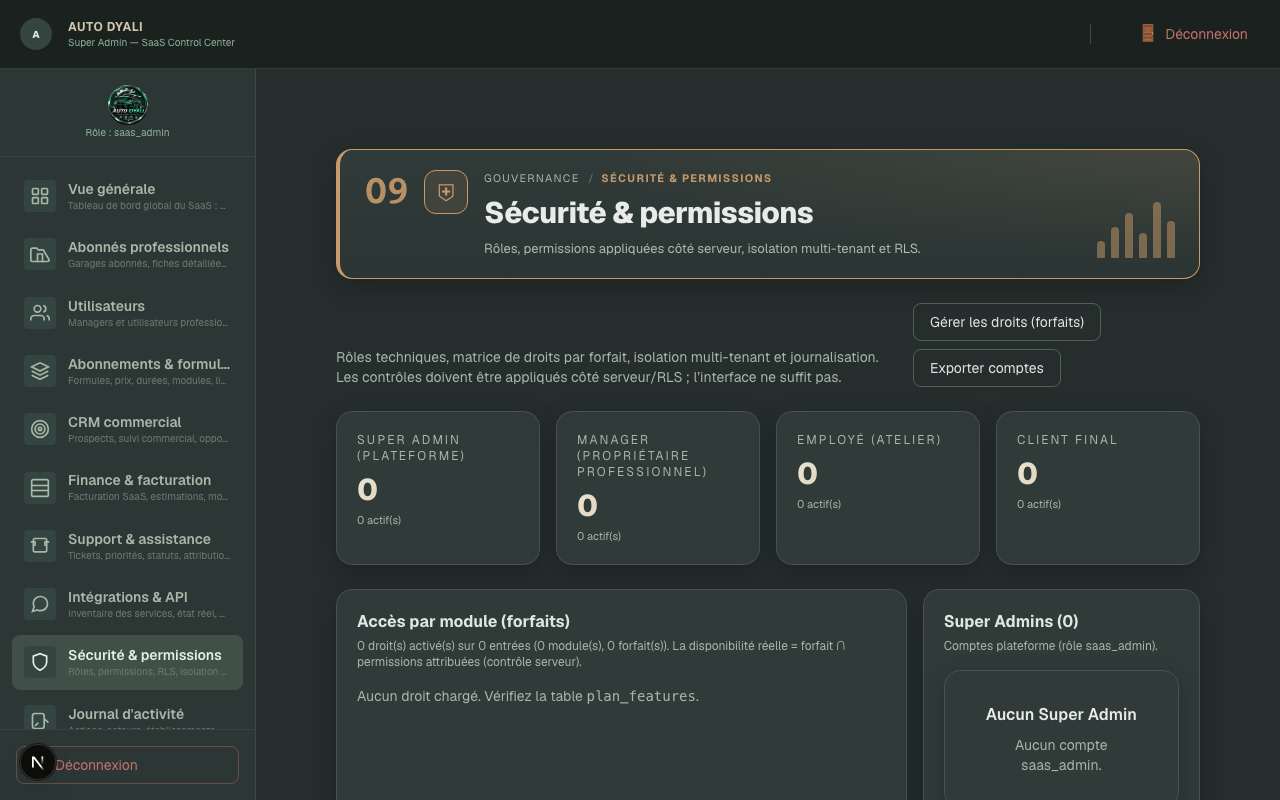 A
AUTO DYALI
Super Admin — SaaS Control Center
Déconnexion
AUTO DYALI
Rôle : saas_admin
Vue générale
Tableau de bord global du SaaS : ...
Abonnés professionnels
Garages abonnés, fiches détaillée...
Utilisateurs
Managers et utilisateurs professio...
Abonnements & formul...
Formules, prix, durées, modules, li...
CRM commercial
Prospects, suivi commercial, oppo...
Finance & facturation
Facturation SaaS, estimations, mo...
Support & assistance
Tickets, priorités, statuts, attributio...
Intégrations & API
Inventaire des services, état réel, ...
Sécurité & permissions
Rôles, permissions, RLS, isolation ...
Journal d'activité
N
Déconnexion
09
GOUVERNANCE / SÉCURITÉ & PERMISSIONS
Sécurité & permissions
Rôles, permissions appliquées côté serveur, isolation multi-tenant et RLS.
Rôles techniques, matrice de droits par forfait, isolation multi-tenant et journalisation.
Les contrôles doivent être appliqués côté serveur/RLS ; l'interface ne suffit pas.
Gérer les droits (forfaits)
Exporter comptes
SUPER ADMIN
(PLATEFORME)
0
0 actif(s)
MANAGER
(PROPRIÉTAIRE
PROFESSIONNEL)
0
0 actif(s)
EMPLOYÉ (ATELIER)
0
0 actif(s)
CLIENT FINAL
0
0 actif(s)
Accès par module (forfaits)
0 droit(s) activé(s) sur 0 entrées (0 module(s), 0 forfait(s)). La disponibilité réelle = forfait ∩
permissions attribuées (contrôle serveur).
Aucun droit chargé. Vérifiez la table plan_features.
Super Admins (0)
Comptes plateforme (rôle saas_admin).
Aucun Super Admin
Aucun compte
saas_admin.